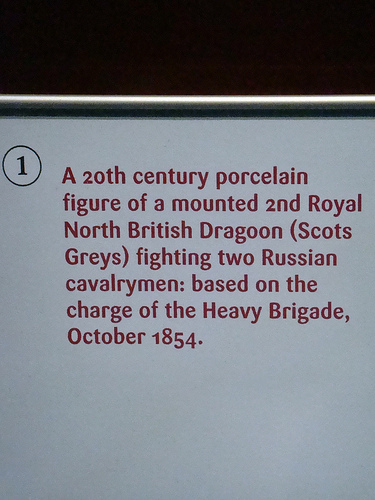 1
A 20th century porcelain
figure of a mounted 2nd Royal
North British Dragoon (Scots
Greys) fighting two Russian
cavalrymen: based on the
charge of the Heavy Brigade,
October 1854.